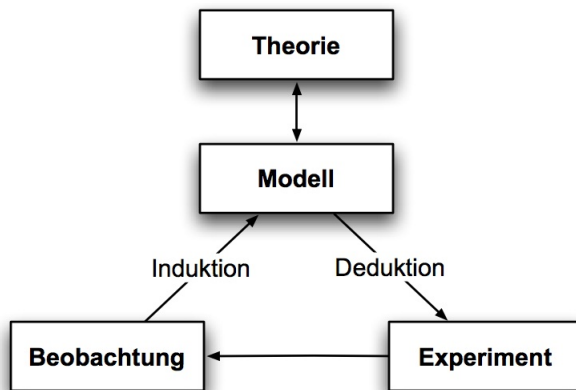 Theorie
Modell
Induktion
Deduktion
Beobachtung
Experiment